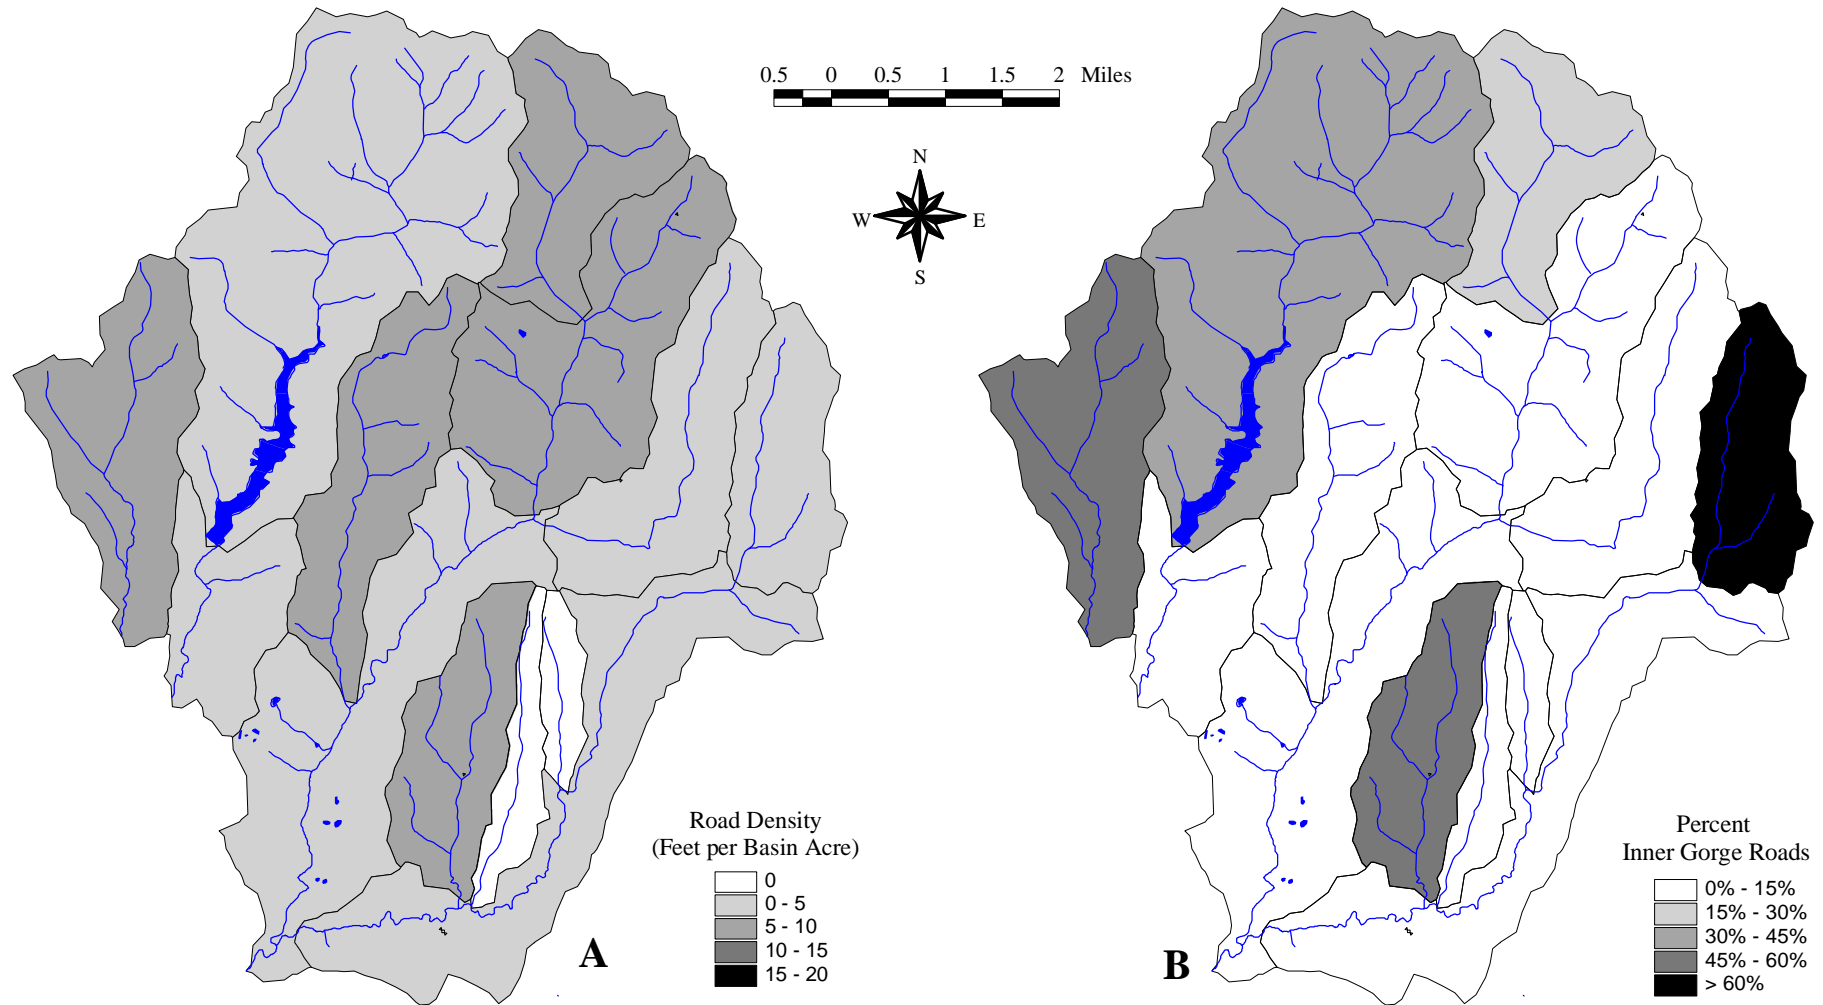 0.5 0 0.5 1 1.5 2 Miles
N
W E
S
Road Density
(Feet per Basin Acre)
0
0 - 5
5 - 10
10 - 15
15 - 20
A
B
Percent
Inner Gorge Roads
0% - 15%
15% - 30%
30% - 45%
45% - 60%
> 60%